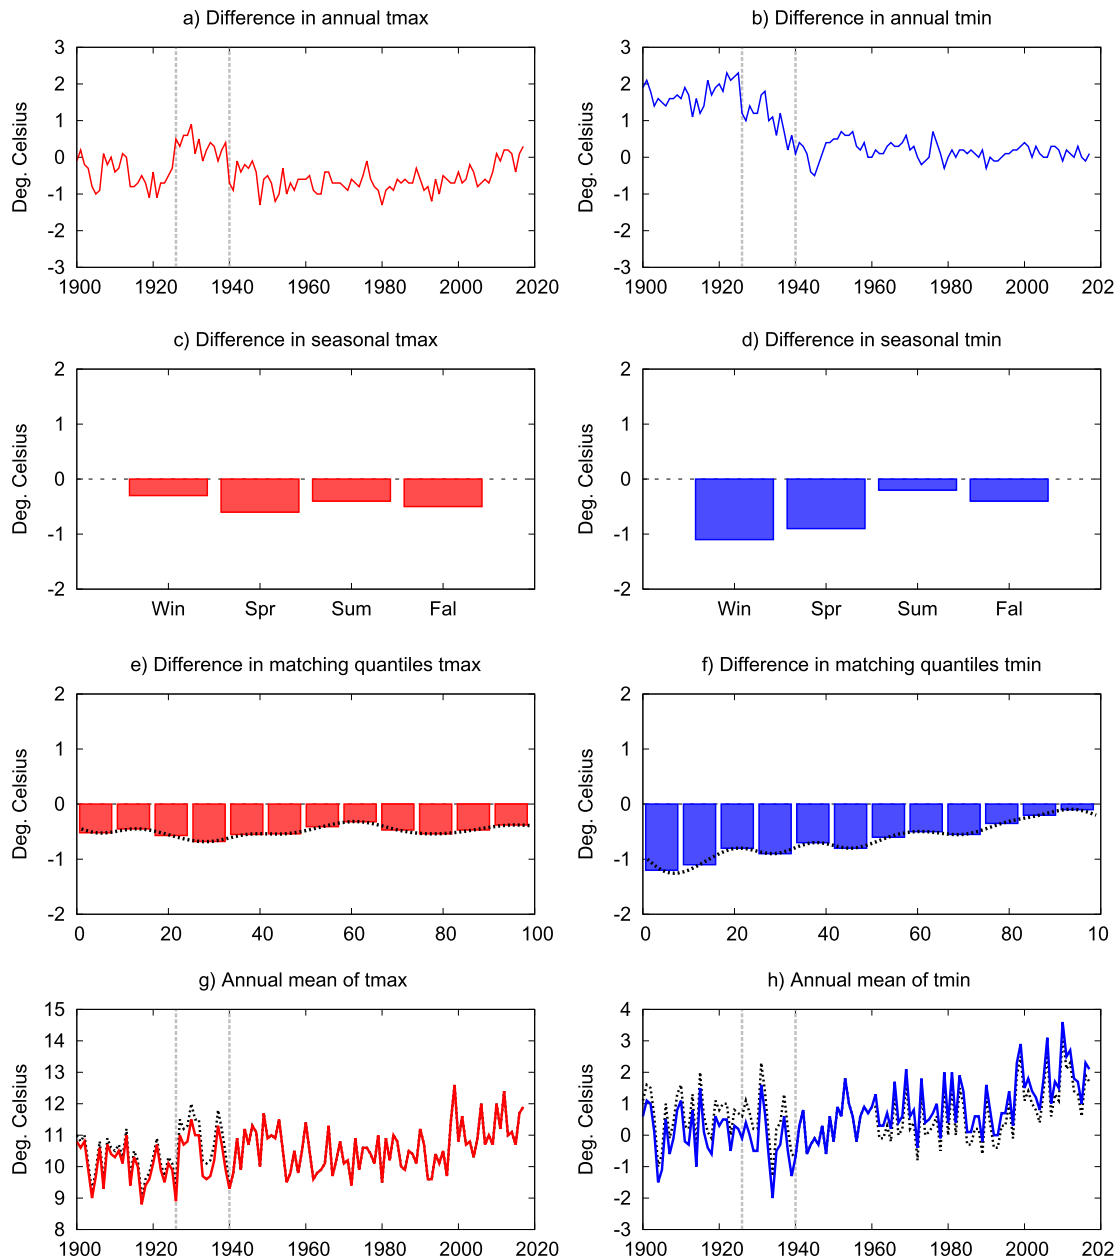 a) Difference in annual tmax
b) Difference in annual tmin
Deg. Celsius
3
2
1
0
-1
-2
-3
1900 1920 1940 1960 1980 2000 2020
Deg. Celsius
3
2
1
0
-1
-2
-3
1900 1920 1940 1960 1980 2000 202
c) Difference in seasonal tmax
d) Difference in seasonal tmin
Deg. Celsius
2
1
0
-1
-2
Win Spr Sum Fal
Deg. Celsius
2
1
0
-1
-2
Win Spr Sum Fal
e) Difference in matching quantiles tmax
f) Difference in matching quantiles tmin
Deg. Celsius
2
1
0
-1
-2
0 20 40 60 80 100
Deg. Celsius
2
1
0
-1
-2
0 20 40 60 80 10
g) Annual mean of tmax
h) Annual mean of tmin
Deg. Celsius
15
14
13
12
11
10
9
8
1900 1920 1940 1960 1980 2000 2020
Deg. Celsius
4
3
2
1
0
-1
-2
-3
1900 1920 1940 1960 1980 2000 202